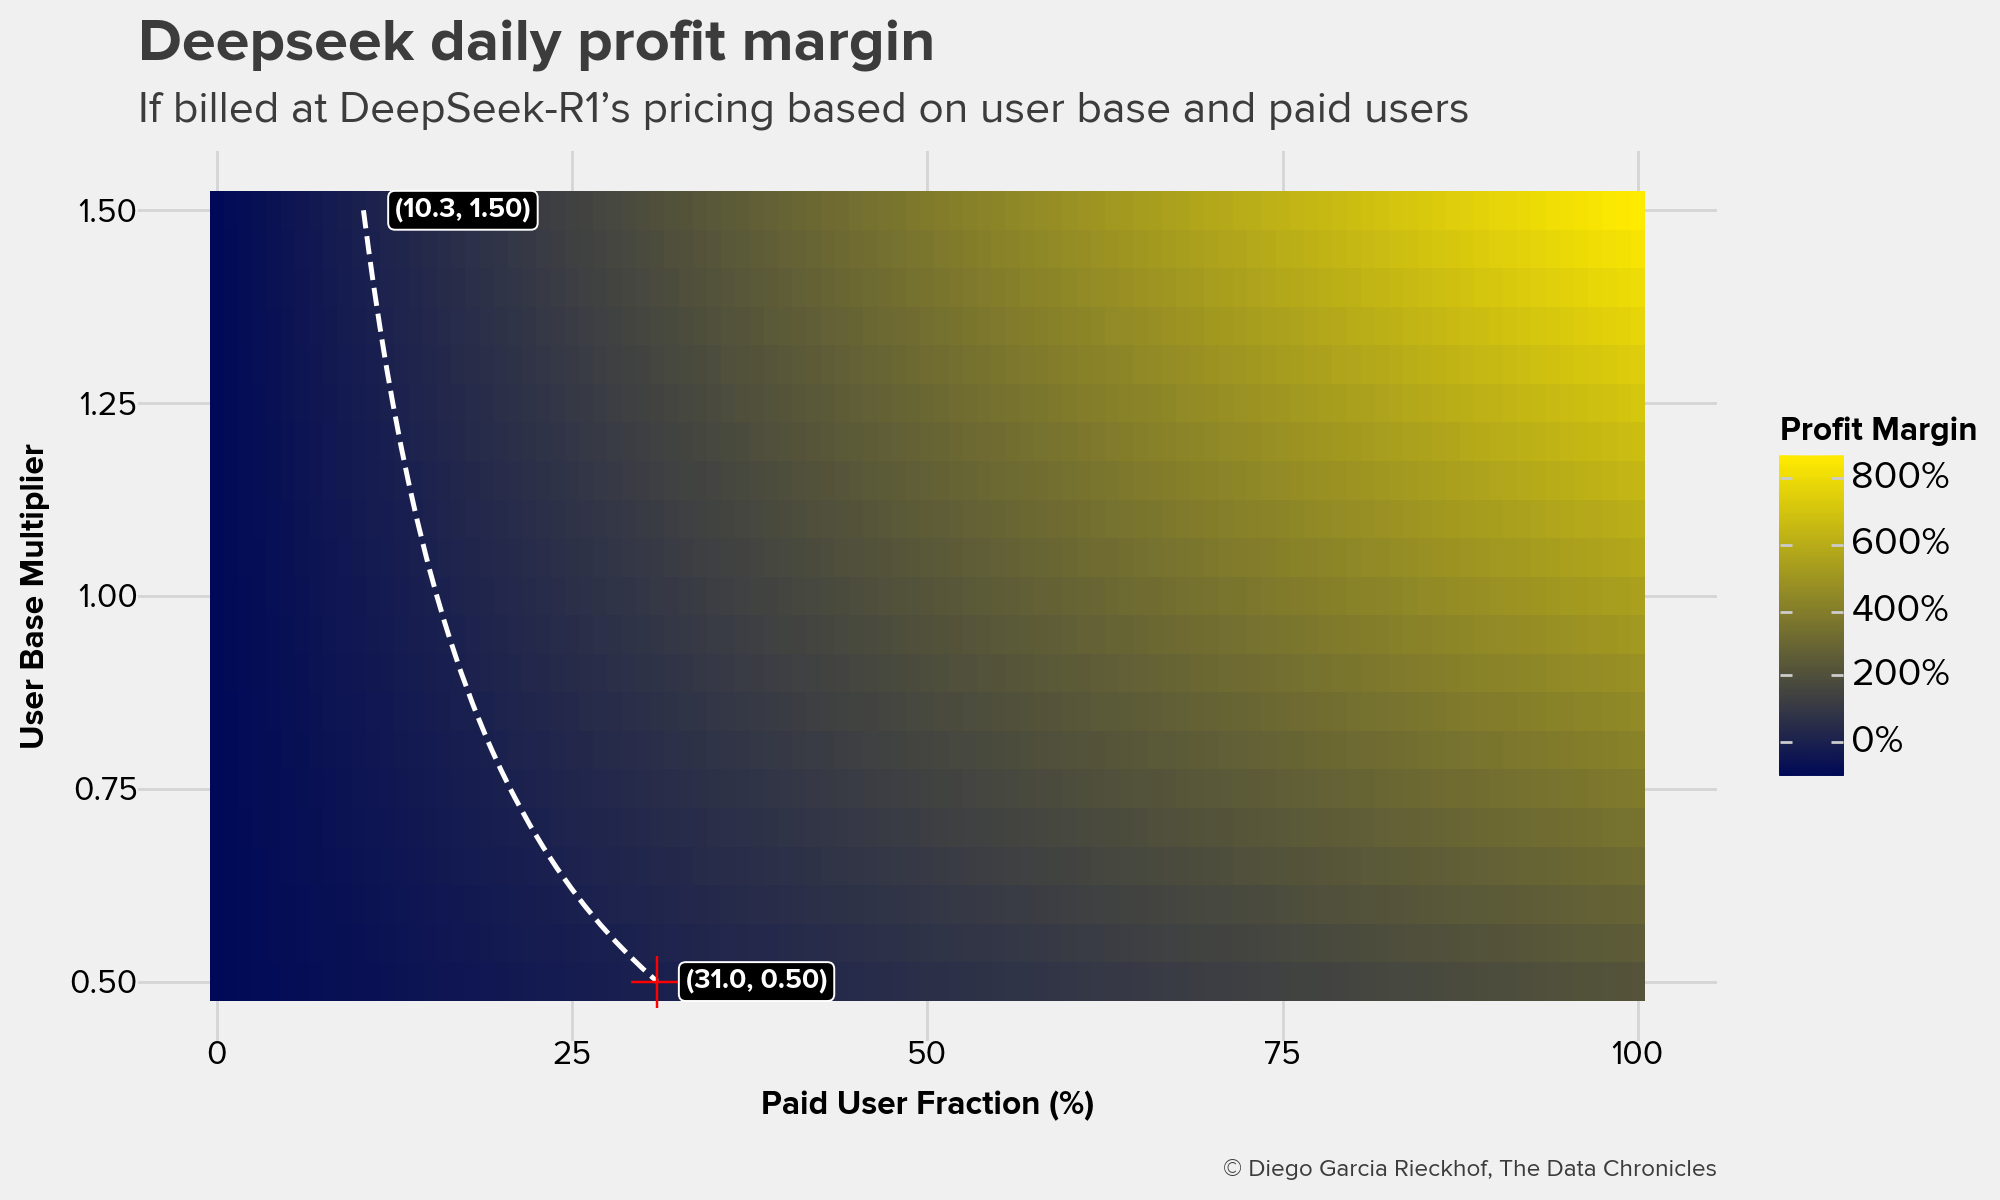 Deepseek daily profit margin
If billed at DeepSeek-R1’s pricing based on user base and paid users
1.50
1.25
1.00
0.75
0.50
User Base Multiplier
(10.3, 1.50)
(31.0, 0.50)
0
25
50
75
100
Paid User Fraction (%)
Profit Margin
800%
600%
400%
200%
0%
© Diego Garcia Rieckhof, The Data Chronicles